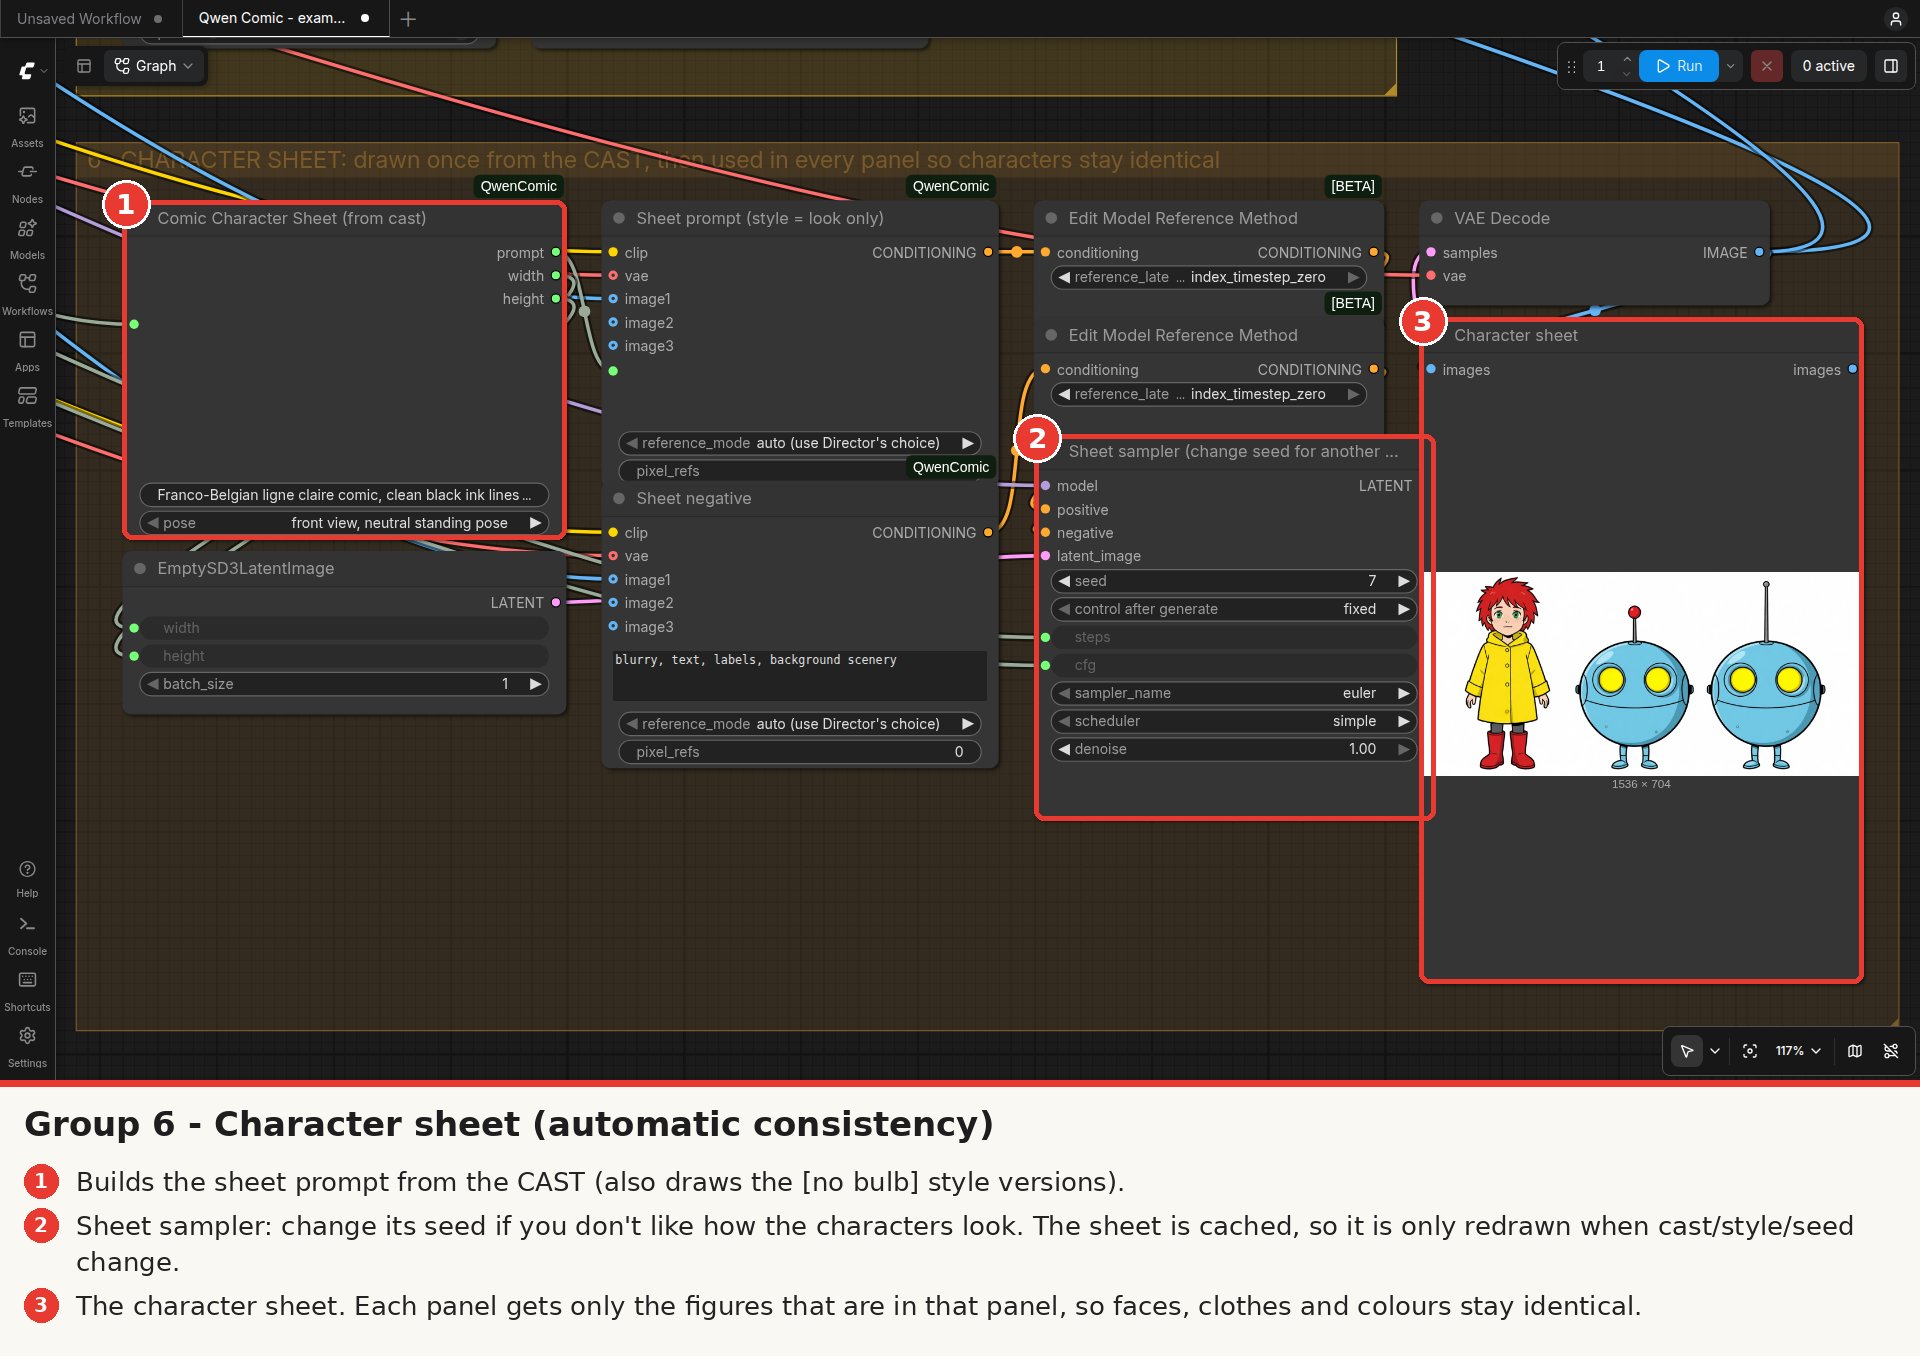 Unsaved Workflow
Qwen Comic - exam...
Graph
1
Run
0 active
Assets
Nodes
Models
Workflows
Apps
Templates
Help
Console
Shortcuts
Settings
CHARACTER SHEET: drawn once from the CAST, then used in every panel so characters stay identical
QwenComic
1
Comic Character Sheet (from cast)
prompt
width
height
Franco-Belgian ligne claire comic, clean black ink lines ...
pose front view, neutral standing pose
EmptySD3LatentImage
LATENT
width
height
batch_size 1
QwenComic
Sheet prompt (style = look only)
clip CONDITIONING
vae
image1
image2
image3
reference_mode auto (use Director's choice)
pixel_refs
QwenComic
Sheet negative
clip CONDITIONING
vae
image1
image2
image3
blurry, text, labels, background scenery
reference_mode auto (use Director's choice)
pixel_refs 0
[BETA]
Edit Model Reference Method
conditioning CONDITIONING
reference_late ... index_timestep_zero
[BETA]
Edit Model Reference Method
conditioning CONDITIONING
reference_late ... index_timestep_zero
2
Sheet sampler (change seed for another ...
model LATENT
positive
negative
latent_image
seed 7
control after generate fixed
steps
cfg
sampler_name euler
scheduler simple
denoise 1.00
VAE Decode
samples IMAGE
vae
3
Character sheet
images images
1536 × 704
117%
Group 6 - Character sheet (automatic consistency)
1 Builds the sheet prompt from the CAST (also draws the [no bulb] style versions).
2 Sheet sampler: change its seed if you don't like how the characters look. The sheet is cached, so it is only redrawn when cast/style/seed
change.
3 The character sheet. Each panel gets only the figures that are in that panel, so faces, clothes and colours stay identical.